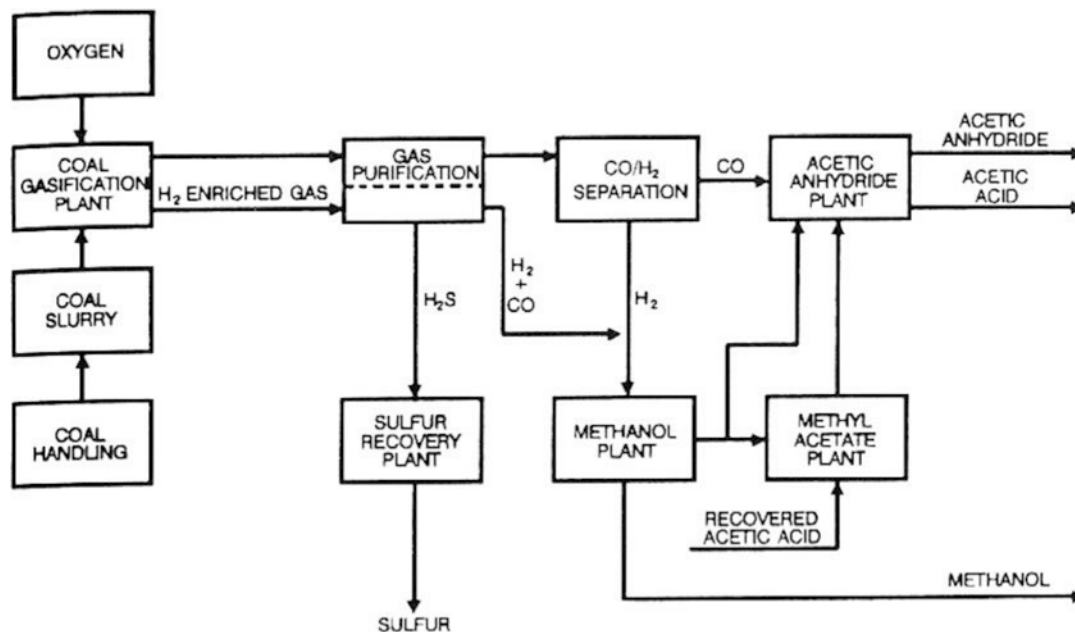 OXYGEN
COAL
GASIFICATION
PLANT
H₂ ENRICHED GAS
COAL
SLURRY
COAL
HANDLING
GAS
PURIFICATION
H₂S
H₂
+
CO
SULFUR
RECOVERY
PLANT
SULFUR
CO/H₂
SEPARATION
CO
H₂
METHANOL
PLANT
ACETIC
ANHYDRIDE
PLANT
ACETIC
ANHYDRIDE
ACETIC
ACID
METHYL
ACETATE
PLANT
RECOVERED
ACETIC ACID
METHANOL